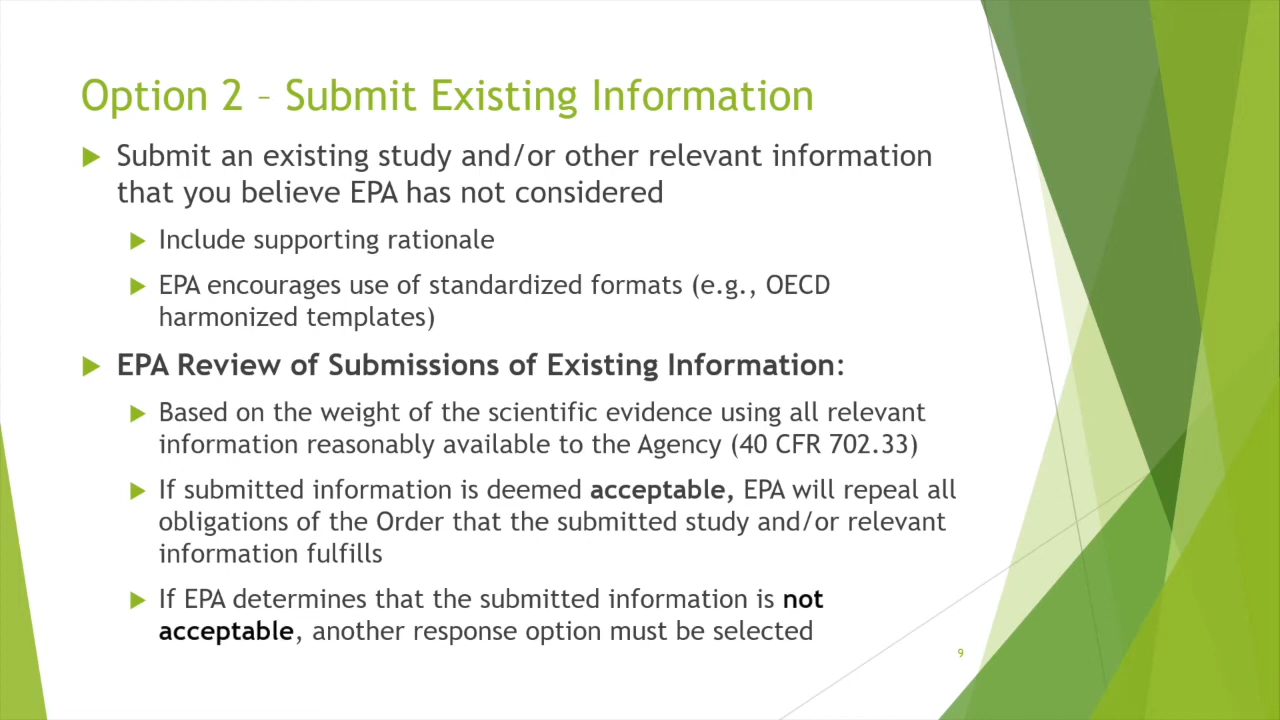 Option 2 – Submit Existing Information
Submit an existing study and/or other relevant information
that you believe EPA has not considered
Include supporting rationale
EPA encourages use of standardized formats (e.g., OECD
harmonized templates)
EPA Review of Submissions of Existing Information:
Based on the weight of the scientific evidence using all relevant
information reasonably available to the Agency (40 CFR 702.33)
If submitted information is deemed acceptable, EPA will repeal all
obligations of the Order that the submitted study and/or relevant
information fulfills
If EPA determines that the submitted information is not
acceptable, another response option must be selected
9